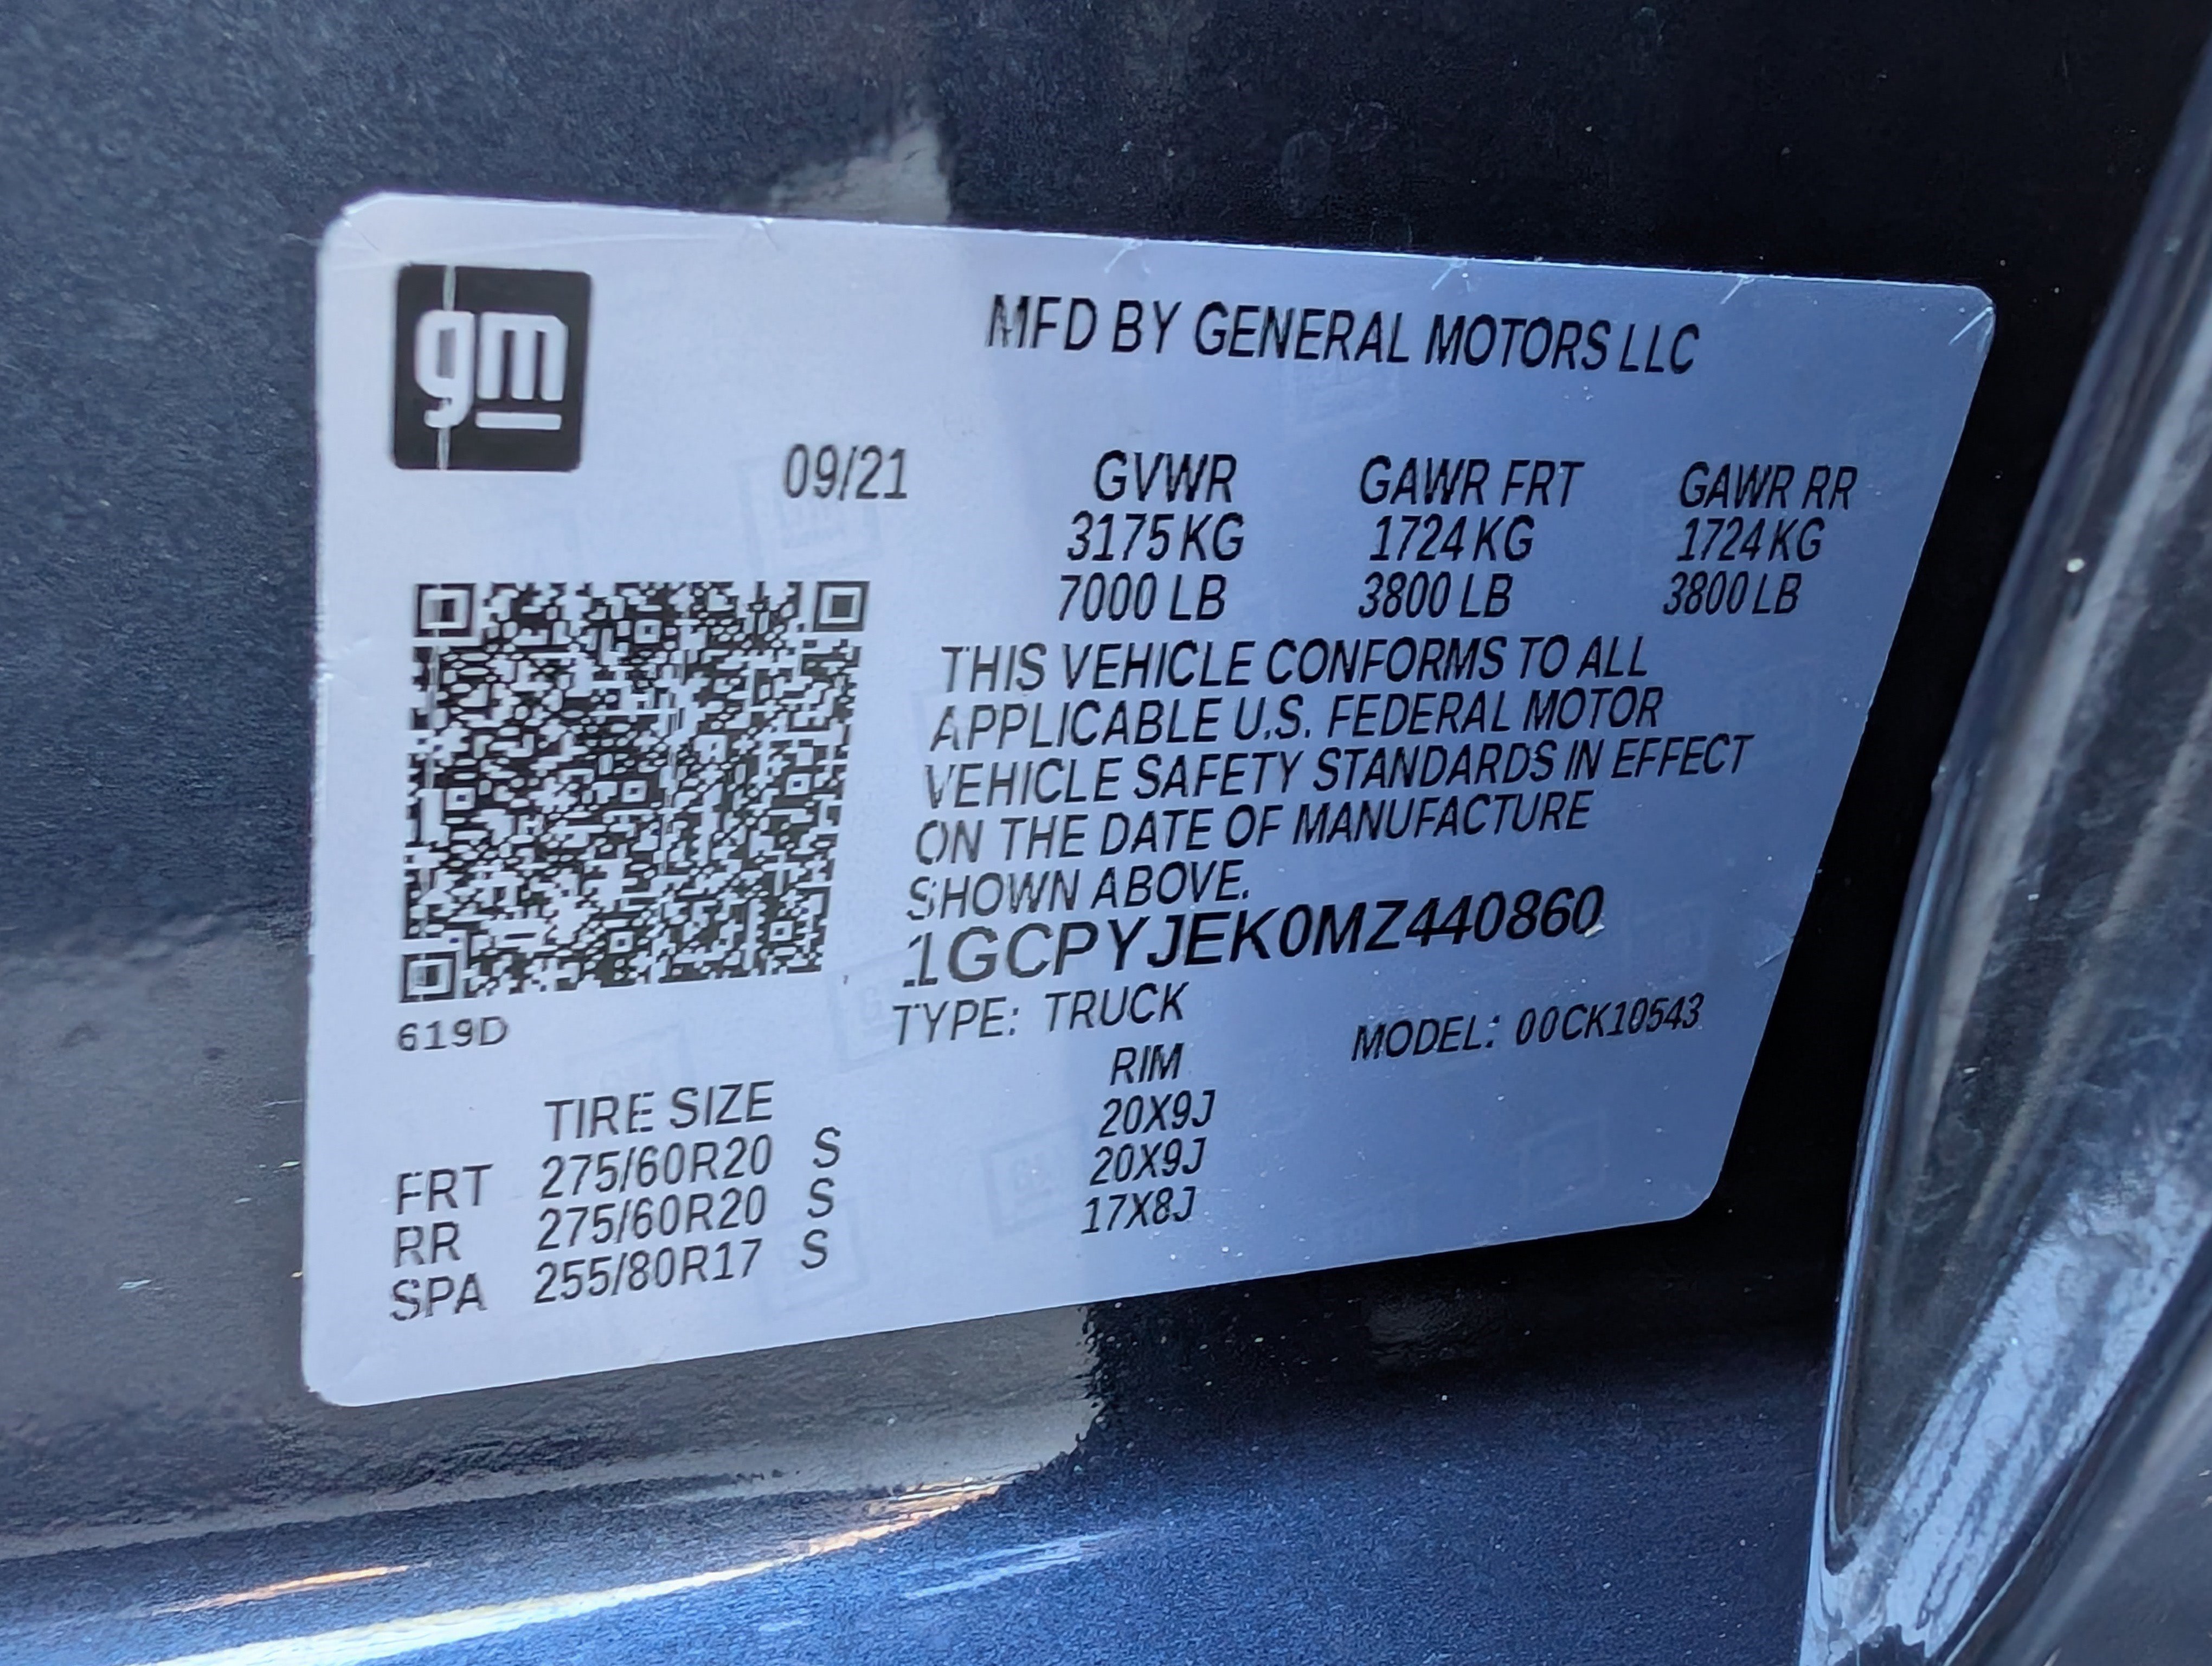 gm
MFD BY GENERAL MOTORS LLC
09/21 GVWR GAWR FRT GAWR RR
3175 KG 1724 KG 1724 KG
7000 LB 3800 LB 3800 LB
THIS VEHICLE CONFORMS TO ALL
APPLICABLE U.S. FEDERAL MOTOR
VEHICLE SAFETY STANDARDS IN EFFECT
ON THE DATE OF MANUFACTURE
SHOWN ABOVE.
1GCPYJEK0MZ440860
619D
TYPE: TRUCK MODEL: 00CK10543
TIRE SIZE RIM
FRT 275/60R20 S 20X9J
RR 275/60R20 S 20X9J
SPA 255/80R17 S 17X8J